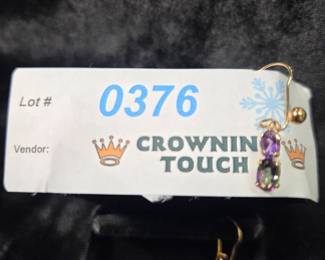 Lot # 0376
Vendor: CROWNIN
TOUCH